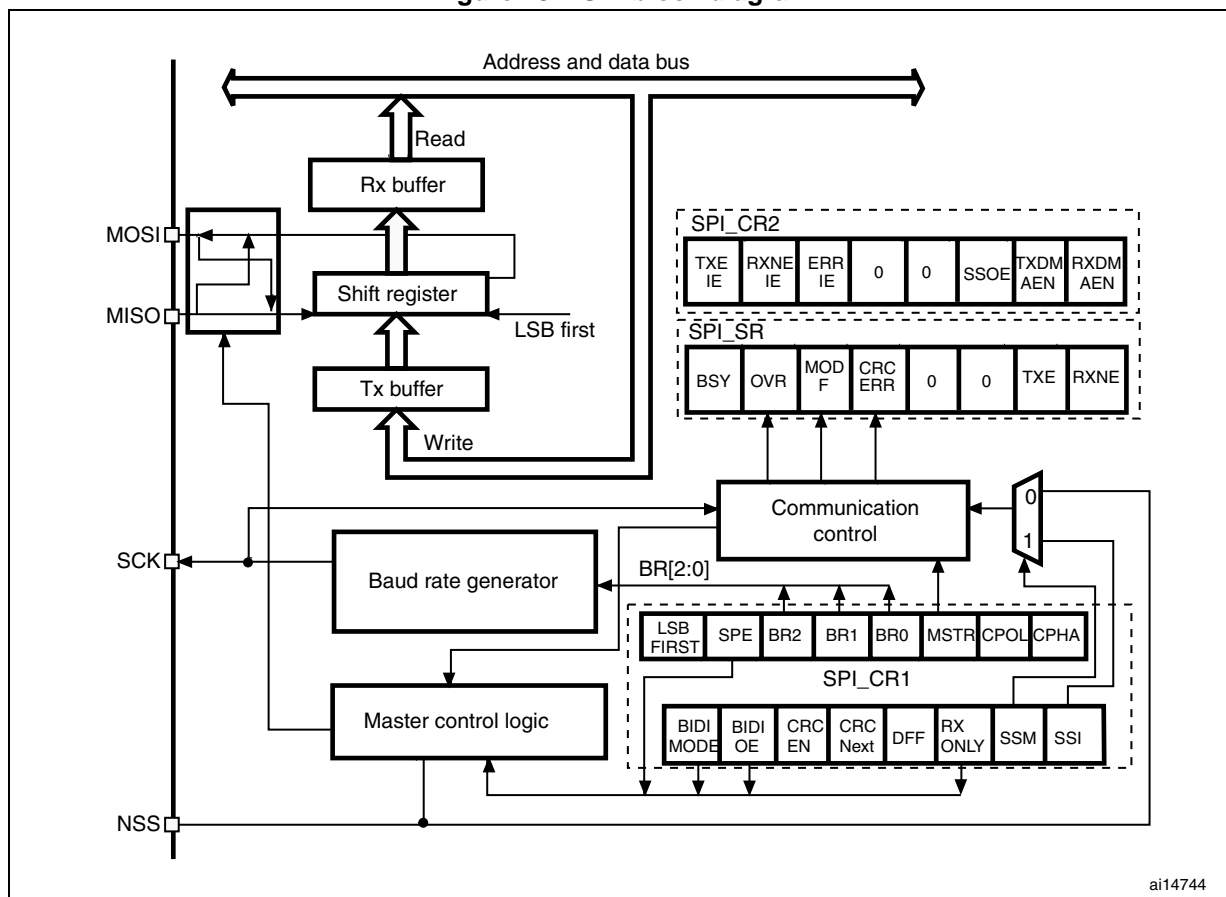 Address and data bus
Read
Rx buffer
MOSI
Shift register
MISO
LSB first
Tx buffer
Write
SPI_CR2
TXE
IE
RXNE
IE
ERR
IE
0
0
SSOE
TXDM
AEN
RXDM
AEN
SPI_SR
BSY
OVR
MOD
F
CRC
ERR
0
0
TXE
RXNE
Communication
control
0
1
SCK
Baud rate generator
BR[2:0]
LSB
FIRST
SPE
BR2
BR1
BR0
MSTR
CPOL
CPHA
SPI_CR1
Master control logic
BIDI
MODE
BIDI
OE
CRC
EN
CRC
Next
DFF
RX
ONLY
SSM
SSI
NSS
ai14744